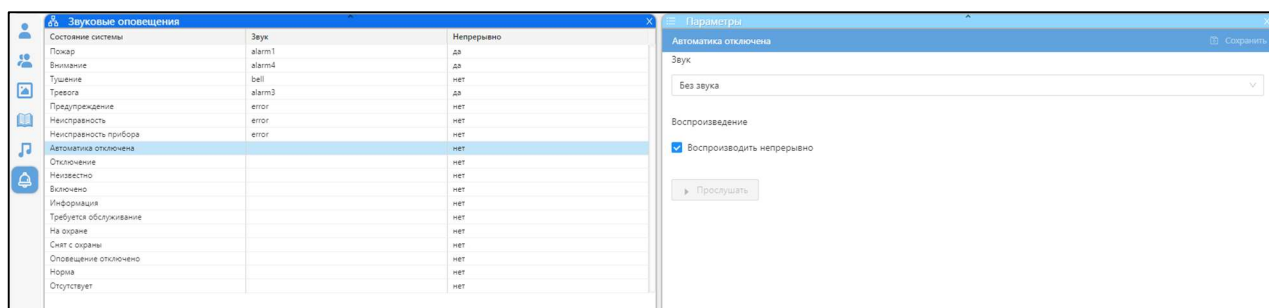 Звуковые оповещения X
Состояние системы Звук Непрерывно
Пожар alarm1 да
Внимание alarm4 да
Тушение bell нет
Тревога alarm3 да
Предупреждение error нет
Неисправность error нет
Неисправность прибора error нет
Автоматика отключена нет
Отключение нет
Неизвестно нет
Включено нет
Информация нет
Требуется обслуживание нет
На охране нет
Снят с охраны нет
Оповещение отключено нет
Норма нет
Отсутствует нет
Параметры X
Автоматика отключена Сохранить
Звук
Без звука
Воспроизведение
Воспроизводить непрерывно
Прослушать